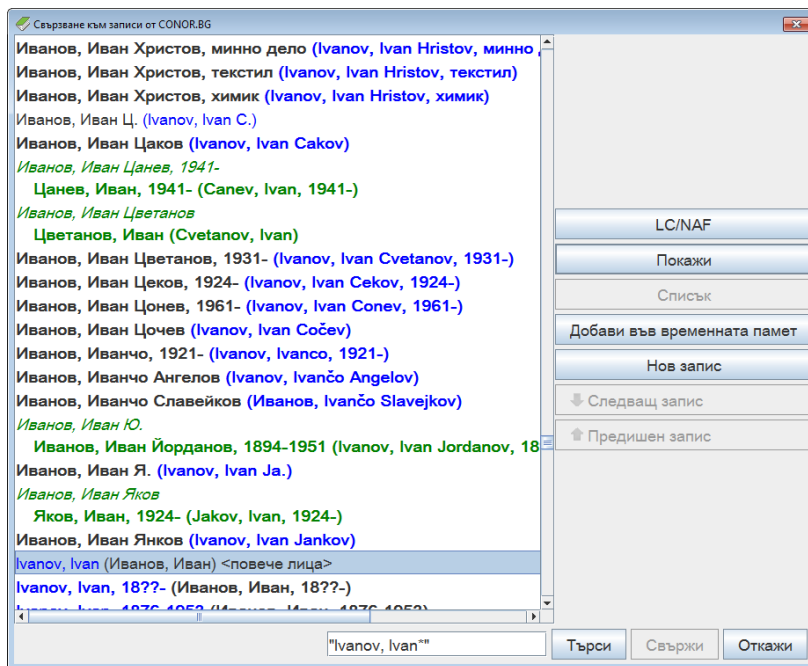 Свързване към записи от CONOR.BG
Иванов, Иван Христов, минно дело (Ivanov, Ivan Hristov, минно
Иванов, Иван Христов, текстил (Ivanov, Ivan Hristov, текстил)
Иванов, Иван Христов, химик (Ivanov, Ivan Hristov, химик)
Иванов, Иван Ц. (Ivanov, Ivan C.)
Иванов, Иван Цаков (Ivanov, Ivan Cakov)
Иванов, Иван Цанев, 1941-
Цанев, Иван, 1941- (Canev, Ivan, 1941-)
Иванов, Иван Цветанов
Цветанов, Иван (Cvetanov, Ivan)
Иванов, Иван Цветанов, 1931- (Ivanov, Ivan Cvetanov, 1931-)
Иванов, Иван Цеков, 1924- (Ivanov, Ivan Cekov, 1924-)
Иванов, Иван Цонев, 1961- (Ivanov, Ivan Conev, 1961-)
Иванов, Иван Цочев (Ivanov, Ivan Cočev)
Иванов, Иванчо, 1921- (Ivanov, Ivanco, 1921-)
Иванов, Иванчо Ангелов (Ivanov, Ivančo Angelov)
Иванов, Иванчо Славейков (Иванов, Ivančo Slavejkov)
Иванов, Иван Ю.
Иванов, Иван Йорданов, 1894-1951 (Ivanov, Ivan Jordanov, 18
Иванов, Иван Я. (Ivanov, Ivan Ja.)
Иванов, Иван Яков
Яков, Иван, 1924- (Jakov, Ivan, 1924-)
Иванов, Иван Янков (Ivanov, Ivan Jankov)
Ivanov, Ivan (Иванов, Иван) <повече лица>
Ivanov, Ivan, 18??- (Иванов, Иван, 18??-)
Ivanov, Ivan, 1876-1953 (Иванов, Иван, 1876-1953)
LC/NAF
Покажи
Списък
Добави във временната памет
Нов запис
Следващ запис
Предишен запис
"Ivanov, Ivan*"
Търси
Свържи
Откажи